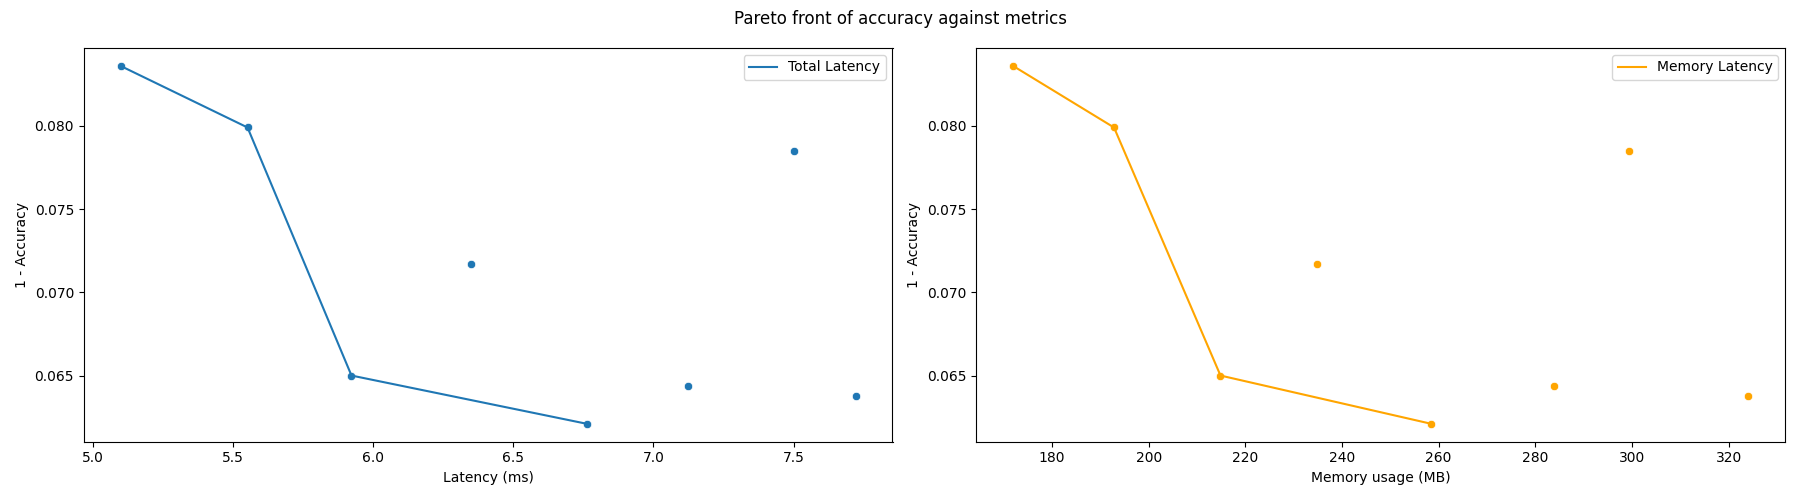 Pareto front of accuracy against metrics
Total Latency
0.080
0.075
0.070
0.065
1 - Accuracy
5.0 5.5 6.0 6.5 7.0 7.5
Latency (ms)
Memory Latency
0.080
0.075
0.070
0.065
1 - Accuracy
180 200 220 240 260 280 300 320
Memory usage (MB)